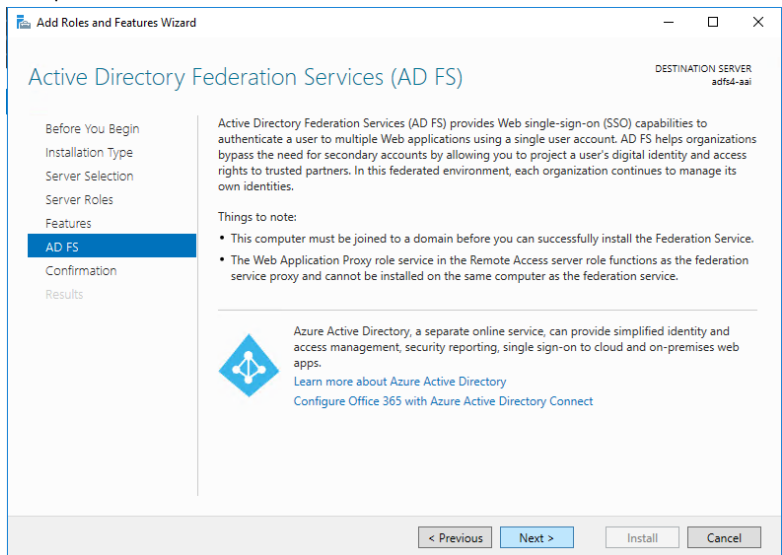 Add Roles and Features Wizard
Active Directory Federation Services (AD FS)
DESTINATION SERVER
adfs4-aai
Before You Begin
Installation Type
Server Selection
Server Roles
Features
AD FS
Confirmation
Results
Active Directory Federation Services (AD FS) provides Web single-sign-on (SSO) capabilities to
authenticate a user to multiple Web applications using a single user account. AD FS helps organizations
bypass the need for secondary accounts by allowing you to project a user's digital identity and access
rights to trusted partners. In this federated environment, each organization continues to manage its
own identities.
Things to note:
• This computer must be joined to a domain before you can successfully install the Federation Service.
• The Web Application Proxy role service in the Remote Access server role functions as the federation
service proxy and cannot be installed on the same computer as the federation service.
Azure Active Directory, a separate online service, can provide simplified identity and
access management, security reporting, single sign-on to cloud and on-premises web
apps.
Learn more about Azure Active Directory
Configure Office 365 with Azure Active Directory Connect
< Previous
Next >
Install
Cancel